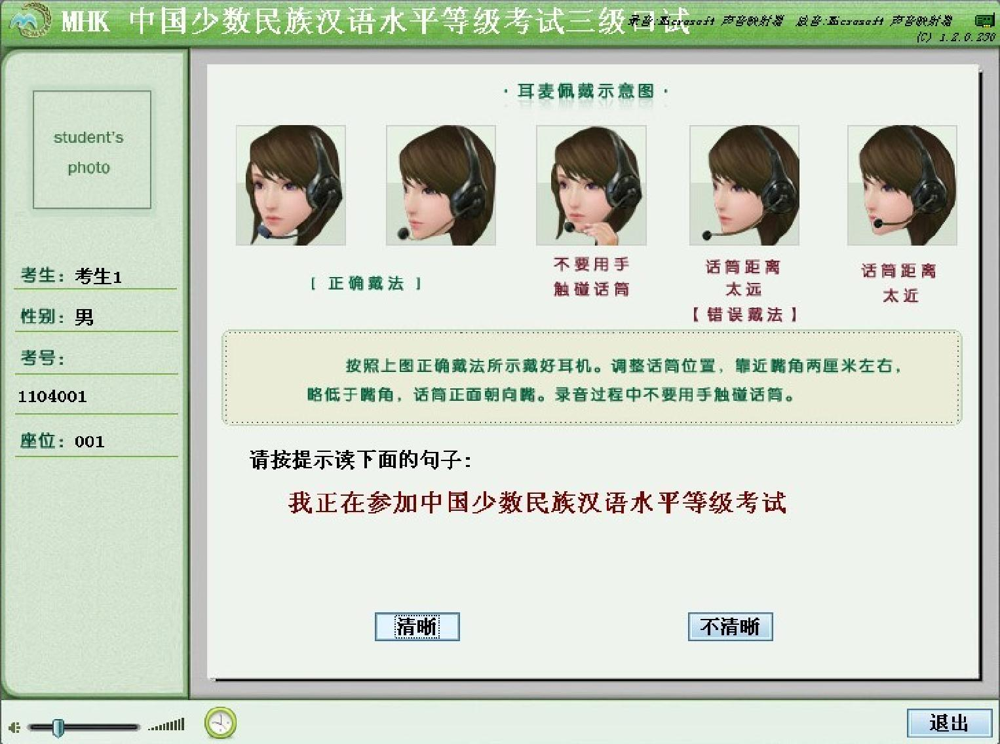 MHK 中国少数民族汉语水平等级考试三级口试
录音:Microsoft 声音映射器 放音:Microsoft 声音映射器
(C) 1.2.0.230
student's
photo
考生: 考生1
性别: 男
考号:
1104001
座位: 001
·耳麦佩戴示意图·
[ 正确戴法 ]
不要用手
触碰话筒
话筒距离
太远
话筒距离
太近
【 错误戴法 】
按照上图正确戴法所示戴好耳机。调整话筒位置，靠近嘴角两厘米左右，
略低于嘴角，话筒正面朝向嘴。录音过程中不要用手触碰话筒。
请按提示读下面的句子:
我正在参加中国少数民族汉语水平等级考试
清晰
不清晰
退出